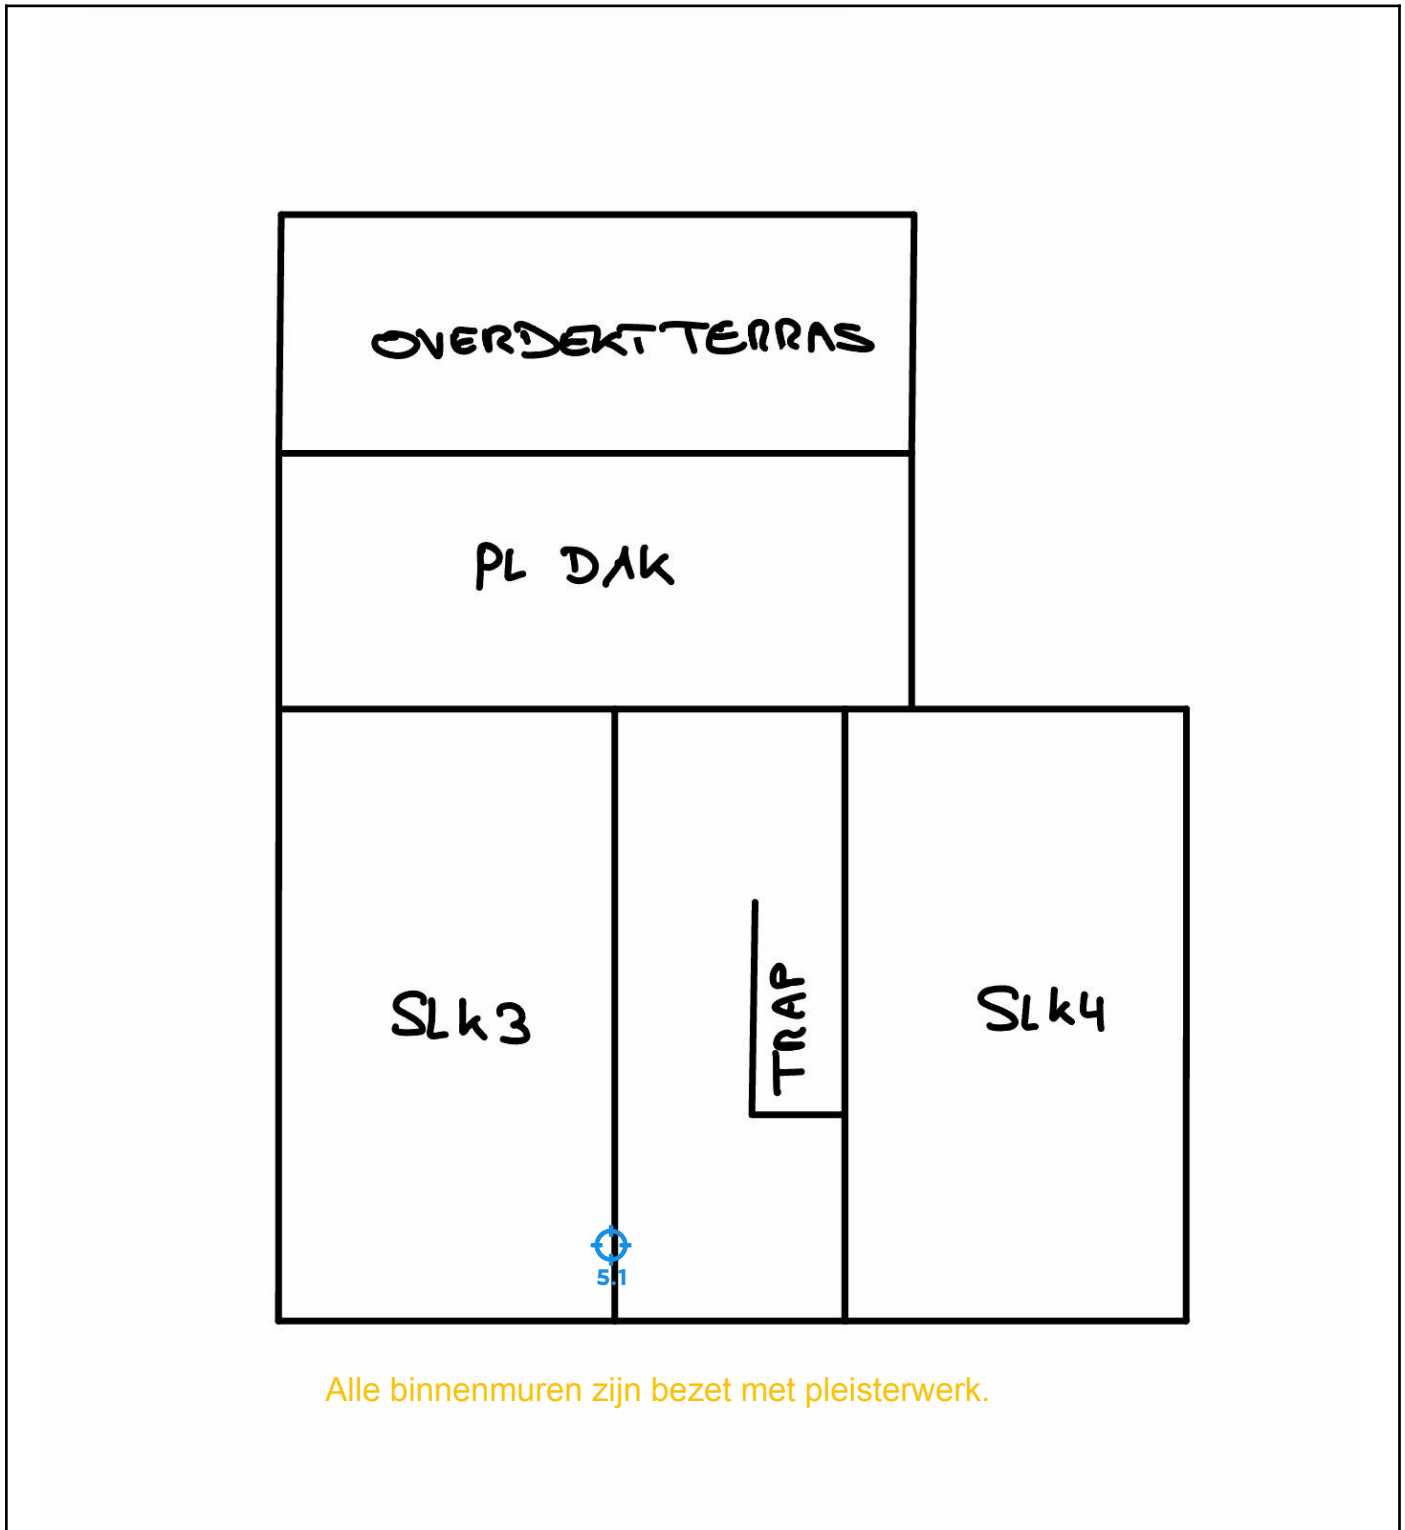 OVERDEKT TERRAS
PL DAK
SLK3
TRAP
SLK4
5.1
Alle binnenmuren zijn bezet met pleisterwerk.